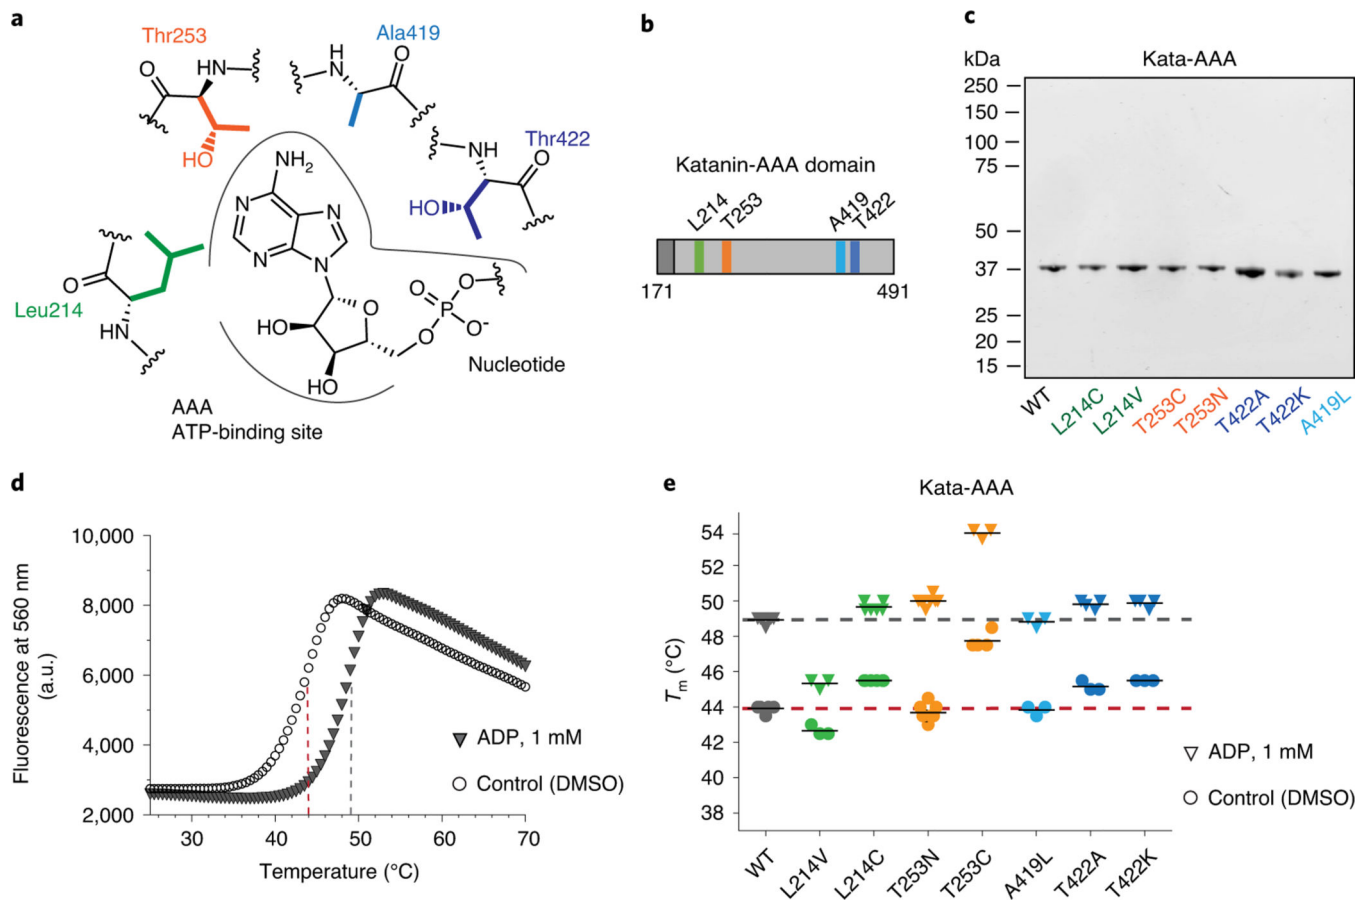 a
Thr253
Ala419
Thr422
Leu214
O
HN
HO
H
N
O
NH
O
HO
O
HN
NH2
N
N
N
N
O
HO
HO
O
O
P
O
O-
Nucleotide
AAA
ATP-binding site
b
Katanin-AAA domain
L214
T253
A419
T422
171
491
c
kDa
Kata-AAA
250
150
100
75
50
37
25
20
15
WT
L214C
L214V
T253C
T253N
T422A
T422K
A419L
d
Fluorescence at 560 nm
(a.u.)
10,000
8,000
6,000
4,000
2,000
30
40
50
60
70
Temperature (°C)
ADP, 1 mM
Control (DMSO)
e
Kata-AAA
Tm (°C)
54
52
50
48
46
44
42
40
38
WT
L214V
L214C
T253N
T253C
A419L
T422A
T422K
ADP, 1 mM
Control (DMSO)